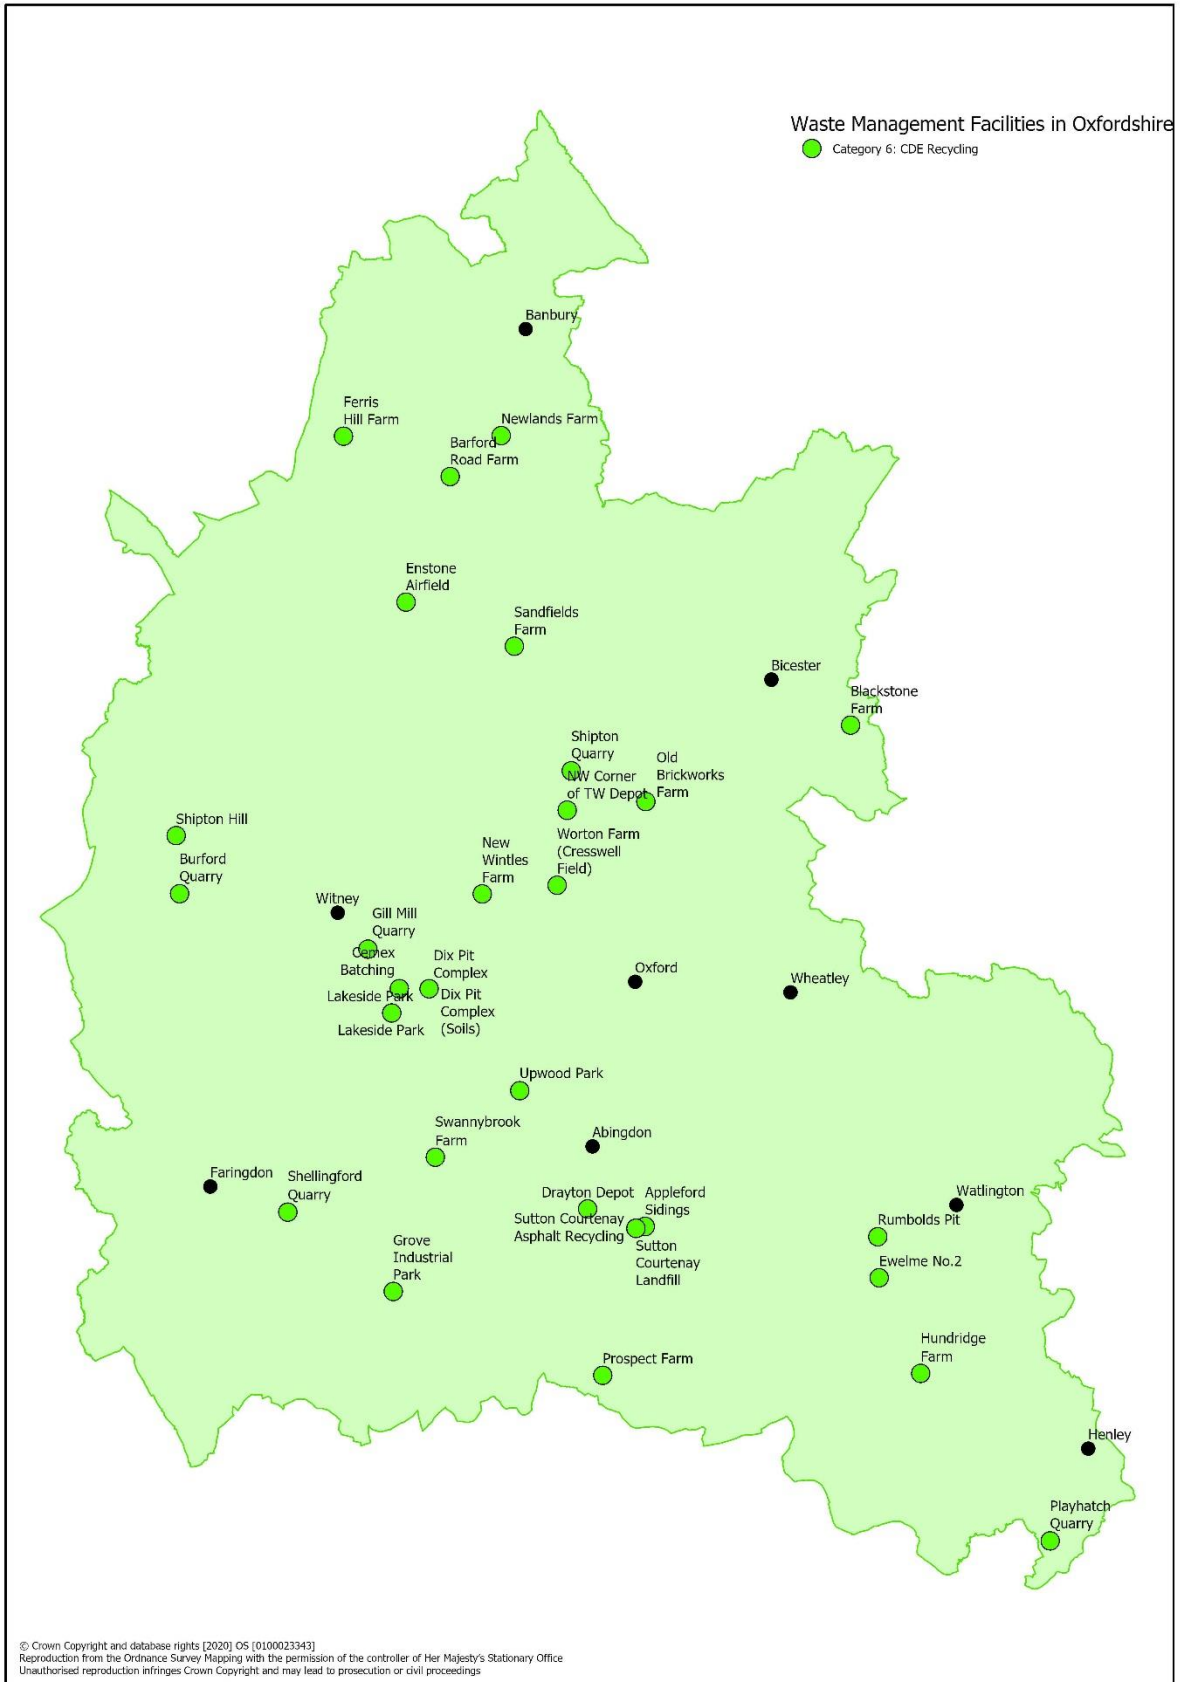 Waste Management Facilities in Oxfordshire
Category 6: CDE Recycling
Banbury
Ferris
Hill Farm
Newlands Farm
Barford
Road Farm
Enstone
Airfield
Sandfields
Farm
Bicester
Blackstone
Farm
Shipton
Quarry
Old
Brickworks
Farm
NW Corner
of TW Depot
Shipton Hill
Burford
Quarry
New
Wintles
Farm
Worton Farm
(Cresswell
Field)
Witney
Gill Mill
Quarry
Cemex
Batching
Dix Pit
Complex
Lakeside Park
Dix Pit
Complex
(Soils)
Lakeside Park
Oxford
Wheatley
Upwood Park
Swannybrook
Farm
Abingdon
Faringdon
Shellingford
Quarry
Drayton Depot
Appleford
Sidings
Sutton Courtenay
Asphalt Recycling
Sutton
Courtenay
Landfill
Watlington
Rumbolds Pit
Ewelme No.2
Grove
Industrial
Park
Prospect Farm
Hundridge
Farm
Henley
Playhatch
Quarry
© Crown Copyright and database rights [2020] OS [0100023343]
Reproduction from the Ordnance Survey Mapping with the permission of the controller of Her Majesty's Stationary Office
Unauthorised reproduction infringes Crown Copyright and may lead to prosecution or civil proceedings